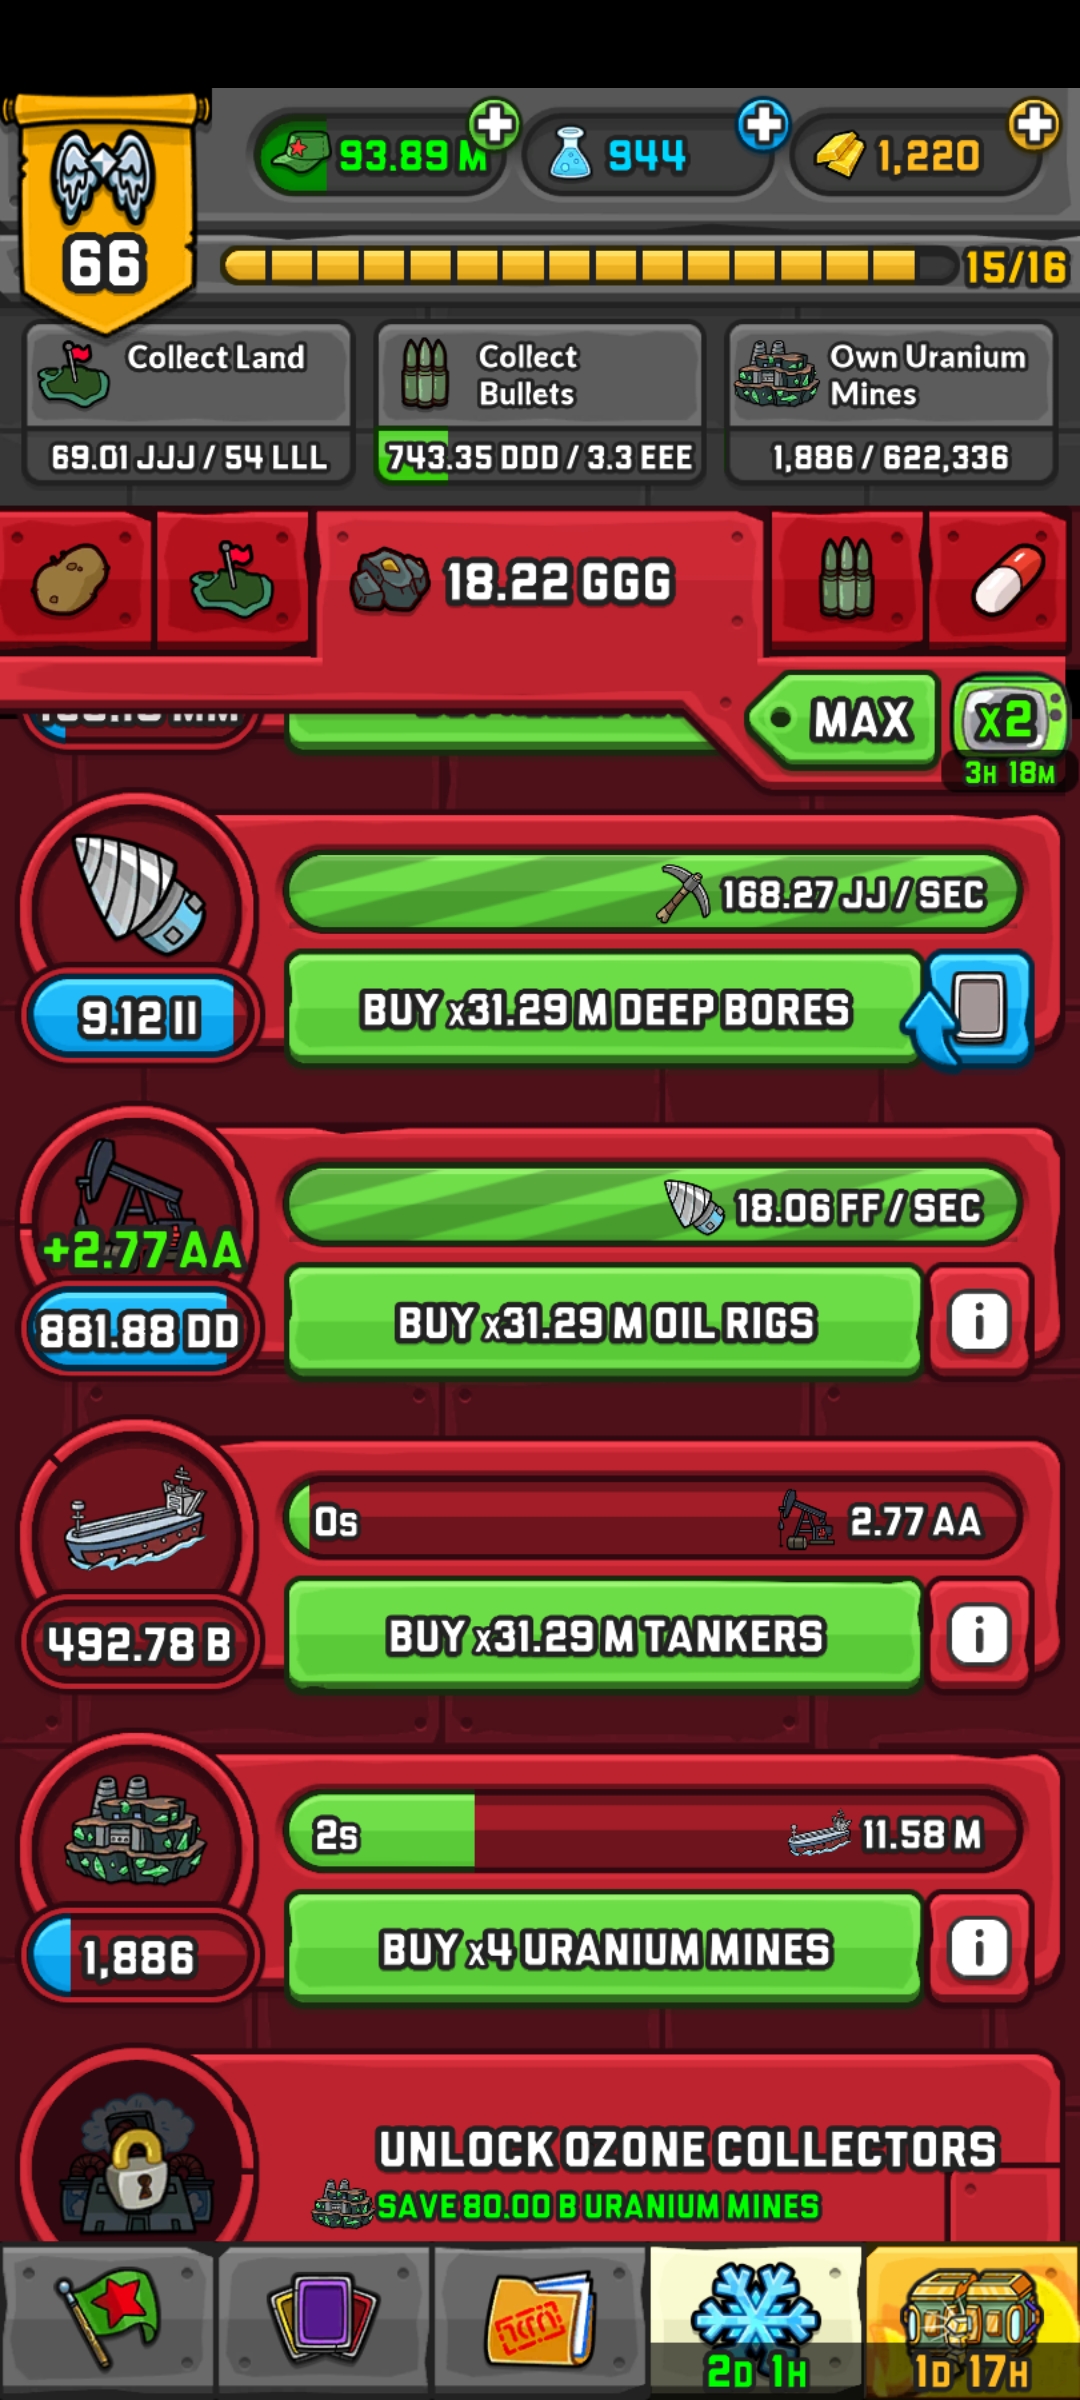 93.89 M
944
1,220
66
15/16
Collect Land
69.01 JJJ / 54 LLL
Collect
Bullets
743.35 DDD / 3.3 EEE
Own Uranium
Mines
1,886 / 622,336
18.22 GGG
MAX
x2
3H 18M
168.27 JJ / SEC
9.12 II
BUY x31.29 M DEEP BORES
+2.77 AA
18.06 FF / SEC
881.88 DD
BUY x31.29 M OIL RIGS
i
0s
2.77 AA
492.78 B
BUY x31.29 M TANKERS
i
2s
11.58 M
1,886
BUY x4 URANIUM MINES
i
UNLOCK OZONE COLLECTORS
SAVE 80.00 B URANIUM MINES
2D 1H
1D 17H